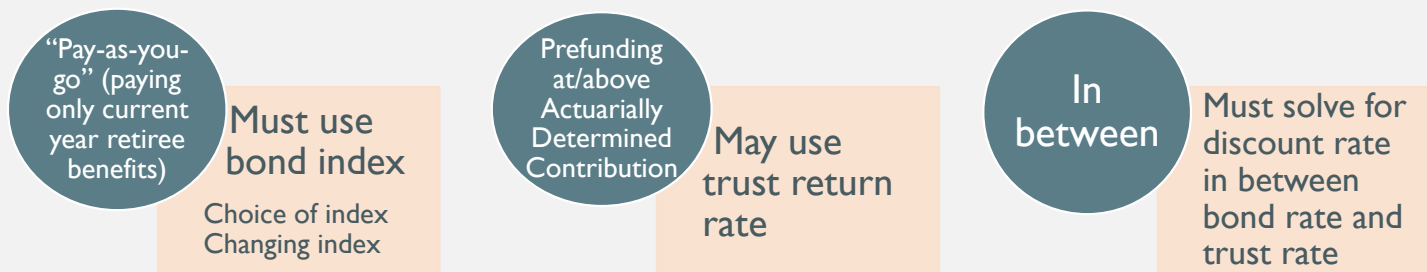 “Pay-as-you-
go” (paying
only current
year retiree
benefits)
Must use
bond index
Choice of index
Changing index
Prefunding
at/above
Actuarially
Determined
Contribution
May use
trust return
rate
In
between
Must solve for
discount rate
in between
bond rate and
trust rate